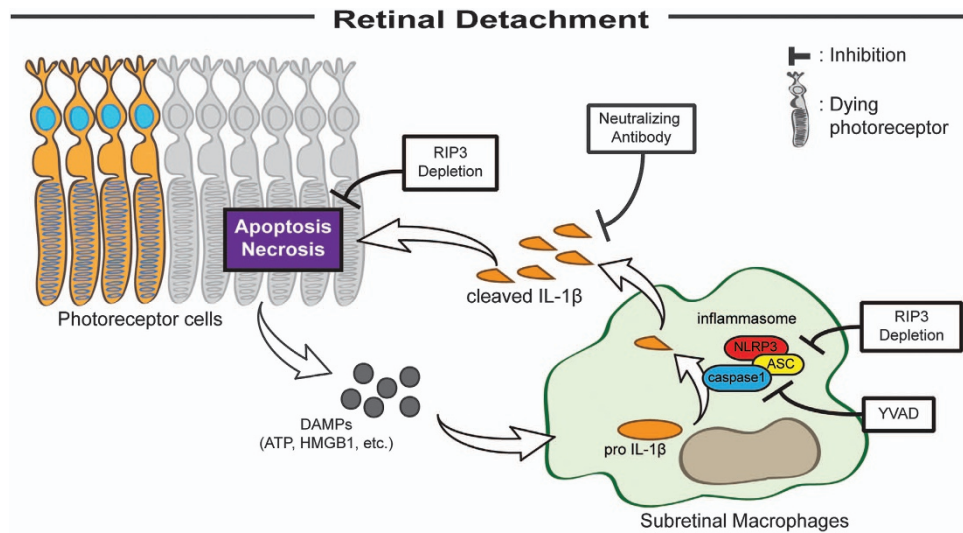 Retinal Detachment
: Inhibition
: Dying
photoreceptor
Neutralizing
Antibody
RIP3
Depletion
Apoptosis
Necrosis
cleaved IL-1β
Photoreceptor cells
inflammasome
NLRP3
ASC
caspase1
RIP3
Depletion
YVAD
DAMPs
(ATP, HMGB1, etc.)
pro IL-1β
Subretinal Macrophages